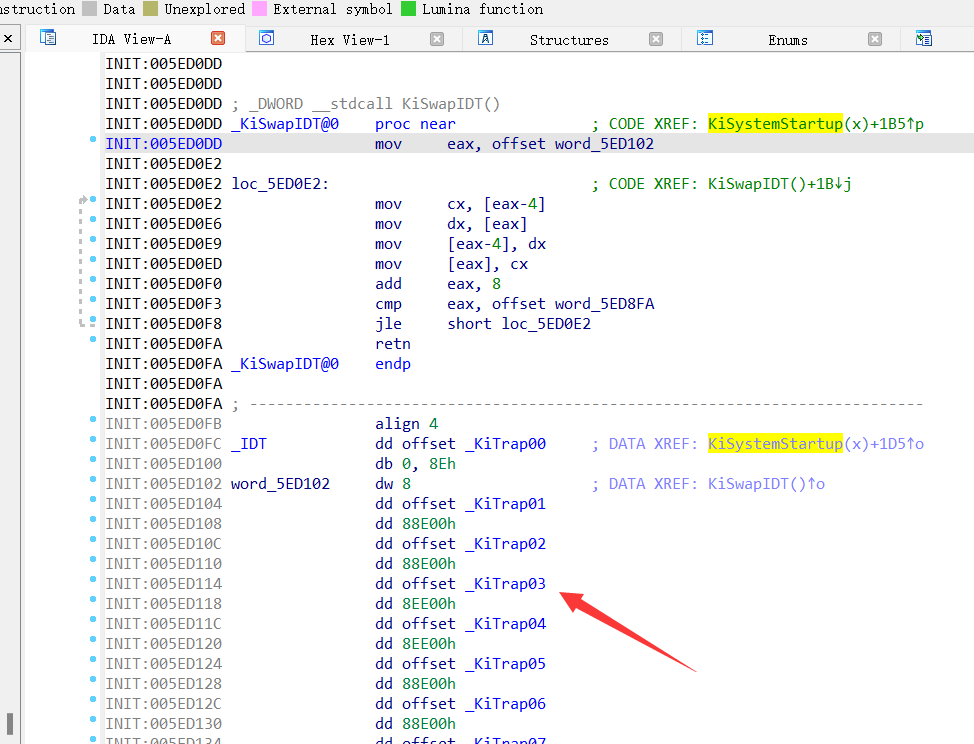 nstruction Data Unexplored External symbol Lumina function
IDA View-A Hex View-1 Structures Enums
INIT:005ED0DD
INIT:005ED0DD
INIT:005ED0DD ; _DWORD __stdcall KiSwapIDT()
INIT:005ED0DD _KiSwapIDT@0 proc near ; CODE XREF: KiSystemStartup(x)+1B5↑p
INIT:005ED0DD mov eax, offset word_5ED102
INIT:005ED0E2
INIT:005ED0E2 loc_5ED0E2: ; CODE XREF: KiSwapIDT()+1B↓j
INIT:005ED0E2 mov cx, [eax-4]
INIT:005ED0E6 mov dx, [eax]
INIT:005ED0E9 mov [eax-4], dx
INIT:005ED0ED mov [eax], cx
INIT:005ED0F0 add eax, 8
INIT:005ED0F3 cmp eax, offset word_5ED8FA
INIT:005ED0F8 jle short loc_5ED0E2
INIT:005ED0FA retn
INIT:005ED0FA _KiSwapIDT@0 endp
INIT:005ED0FA
INIT:005ED0FA ; ---------------------------------------------------------------------------
INIT:005ED0FB align 4
INIT:005ED0FC _IDT dd offset _KiTrap00 ; DATA XREF: KiSystemStartup(x)+1D5↑o
INIT:005ED100 db 0, 8Eh
INIT:005ED102 word_5ED102 dw 8 ; DATA XREF: KiSwapIDT()↑o
INIT:005ED104 dd offset _KiTrap01
INIT:005ED108 dd 88E00h
INIT:005ED10C dd offset _KiTrap02
INIT:005ED110 dd 88E00h
INIT:005ED114 dd offset _KiTrap03
INIT:005ED118 dd 8EE00h
INIT:005ED11C dd offset _KiTrap04
INIT:005ED120 dd 8EE00h
INIT:005ED124 dd offset _KiTrap05
INIT:005ED128 dd 88E00h
INIT:005ED12C dd offset _KiTrap06
INIT:005ED130 dd 88E00h
INIT:005ED134 dd offset _KiTrap07